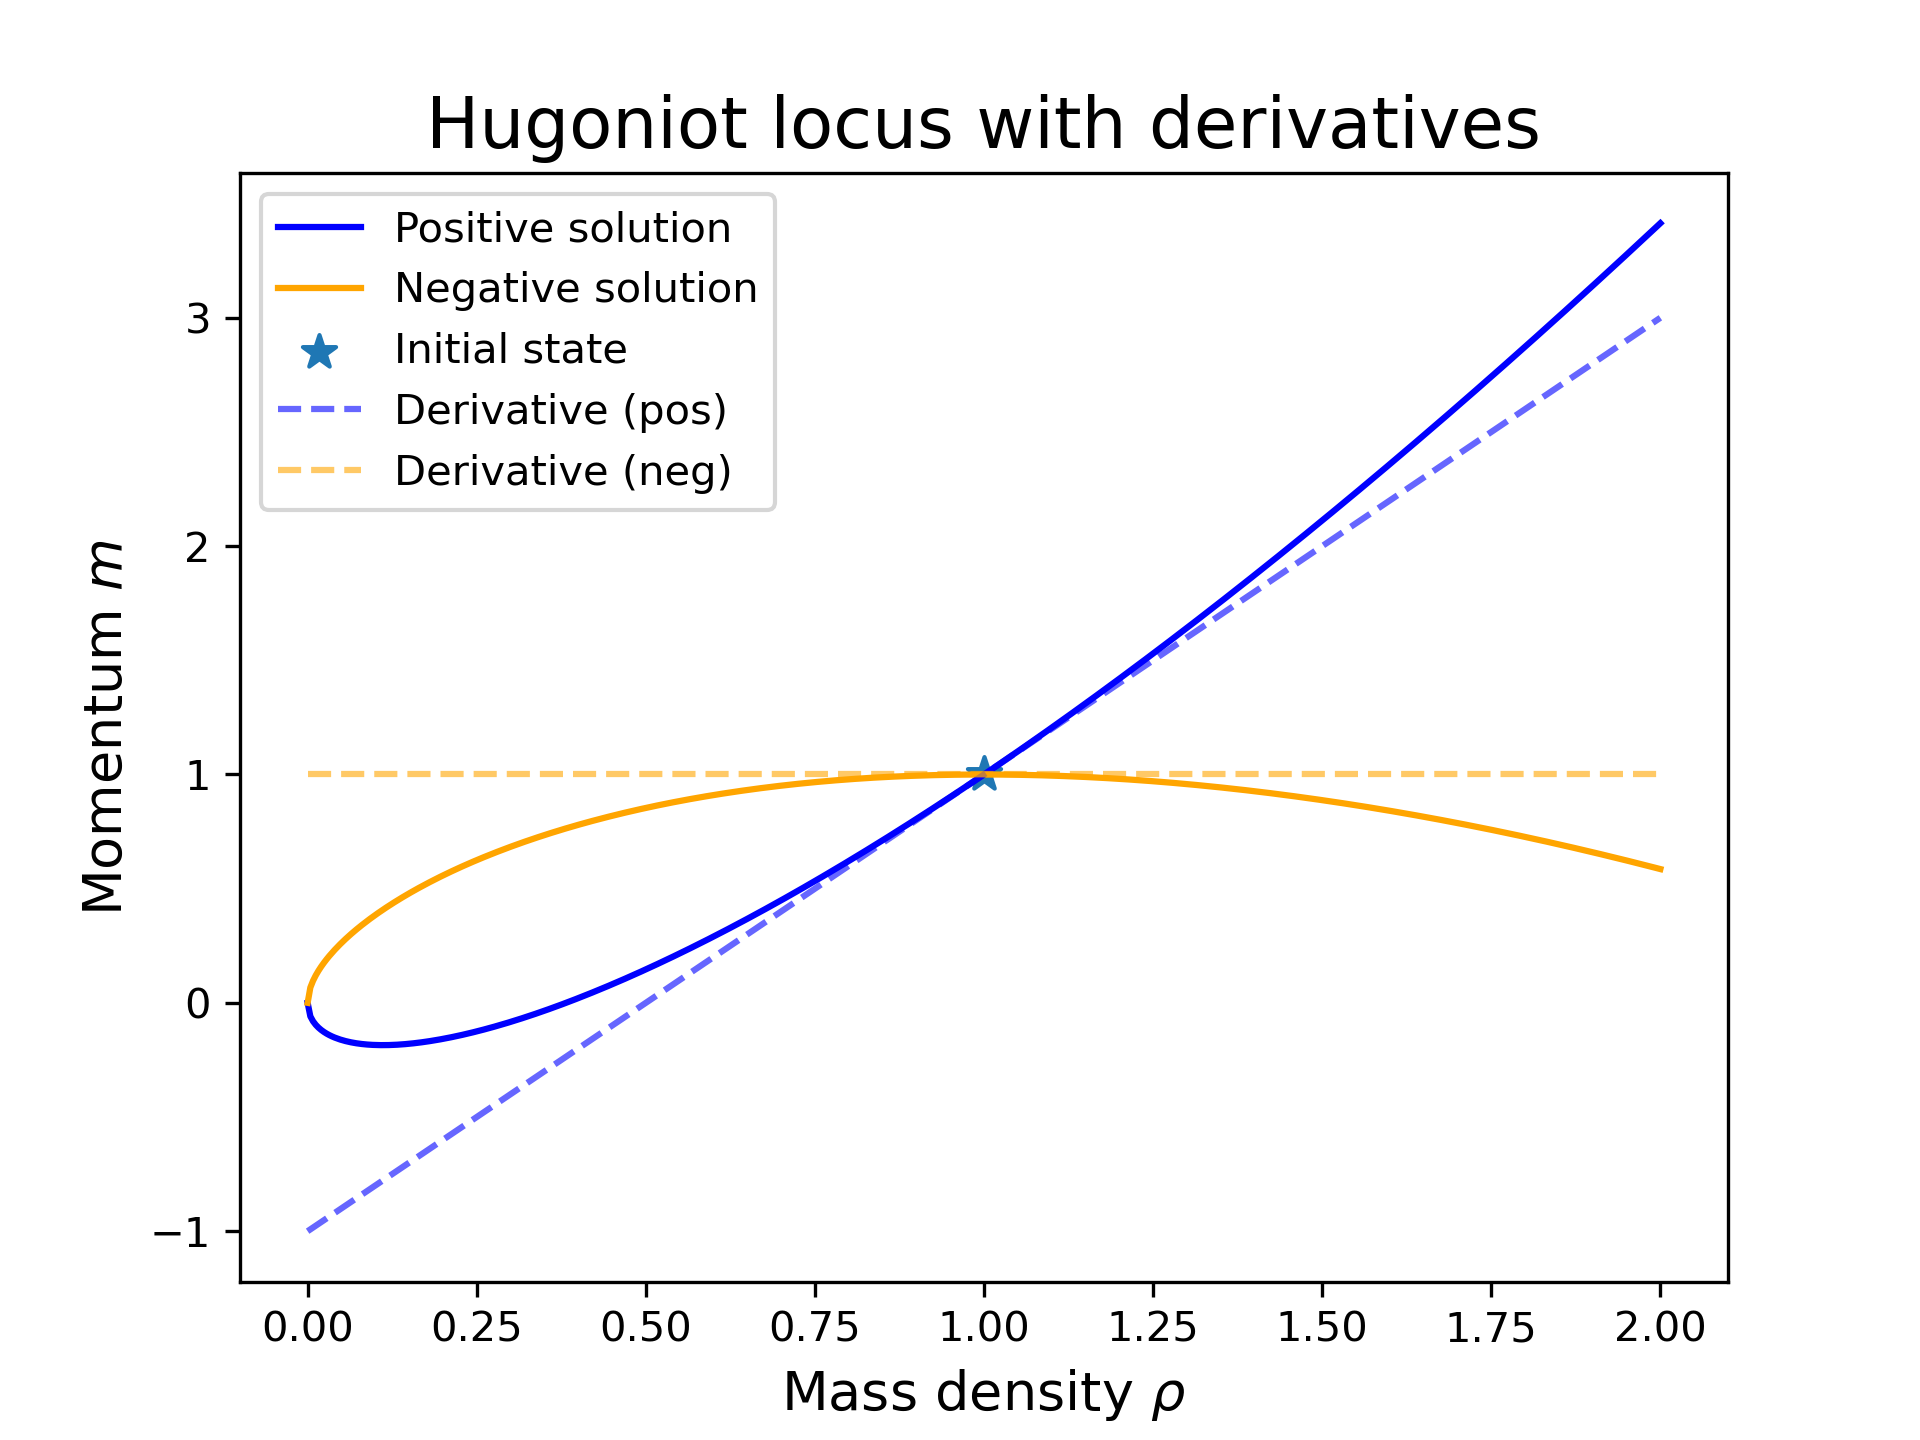 Hugoniot locus with derivatives
Positive solution
Negative solution
Initial state
Derivative (pos)
Derivative (neg)
3
2
1
0
−1
Momentum m
0.00 0.25 0.50 0.75 1.00 1.25 1.50 1.75 2.00
Mass density ρ